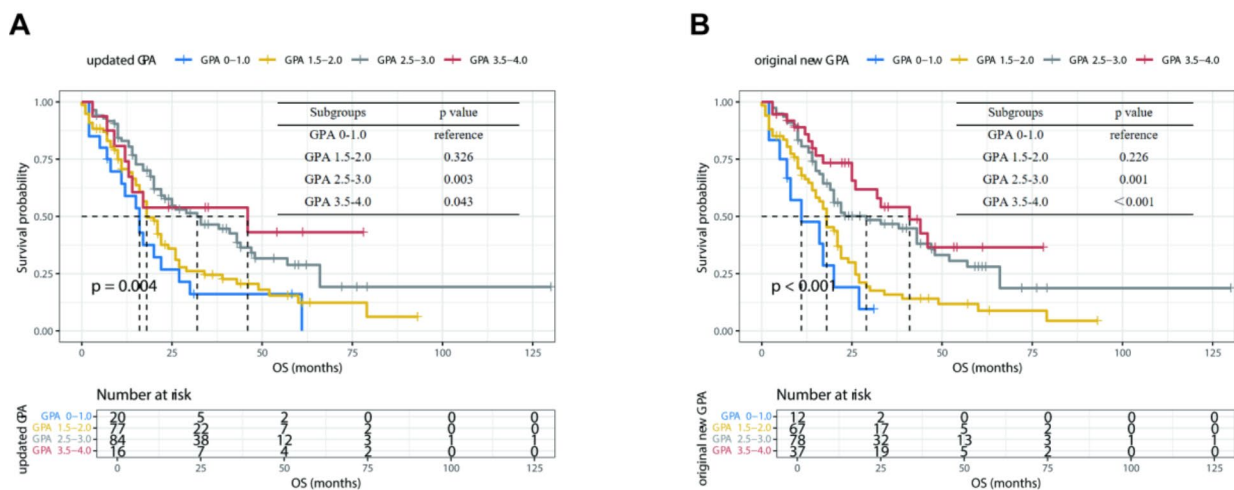 A
updated GPA GPA 0-1.0 GPA 1.5-2.0 GPA 2.5-3.0 GPA 3.5-4.0
Subgroups p value
GPA 0-1.0 reference
GPA 1.5-2.0 0.326
GPA 2.5-3.0 0.003
GPA 3.5-4.0 0.043
Survival probability
1.00
0.75
0.50
0.25
0.00
p = 0.004
0 25 50 75 100 125
OS (months)
Number at risk
updated GPA
GPA 0-1.0 20 5 2 0 0 0
GPA 1.5-2.0 77 22 7 2 0 0
GPA 2.5-3.0 84 38 12 3 1 1
GPA 3.5-4.0 16 7 4 2 0 0
0 25 50 75 100 125
OS (months)
B
original new GPA GPA 0-1.0 GPA 1.5-2.0 GPA 2.5-3.0 GPA 3.5-4.0
Subgroups p value
GPA 0-1.0 reference
GPA 1.5-2.0 0.226
GPA 2.5-3.0 0.001
GPA 3.5-4.0 <0.001
Survival probability
1.00
0.75
0.50
0.25
0.00
p < 0.001
0 25 50 75 100 125
OS (months)
Number at risk
original new GPA
GPA 0-1.0 12 2 0 0 0 0
GPA 1.5-2.0 67 17 5 2 0 0
GPA 2.5-3.0 78 32 13 3 1 1
GPA 3.5-4.0 37 19 5 2 0 0
0 25 50 75 100 125
OS (months)